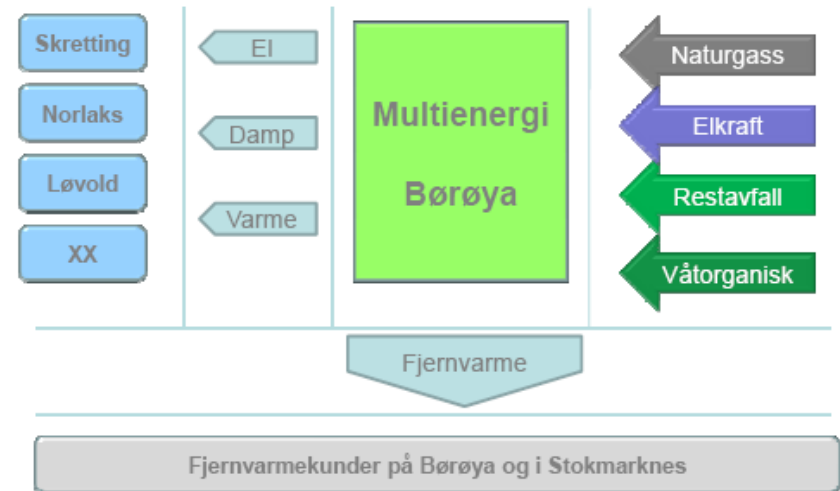 Skretting
Norlaks
Løvold
XX
El
Damp
Varme
Multienergi
Børøya
Naturgass
Elkraft
Restavfall
Våtorganisk
Fjernvarme
Fjernvarmekunder på Børøya og i Stokmarknes